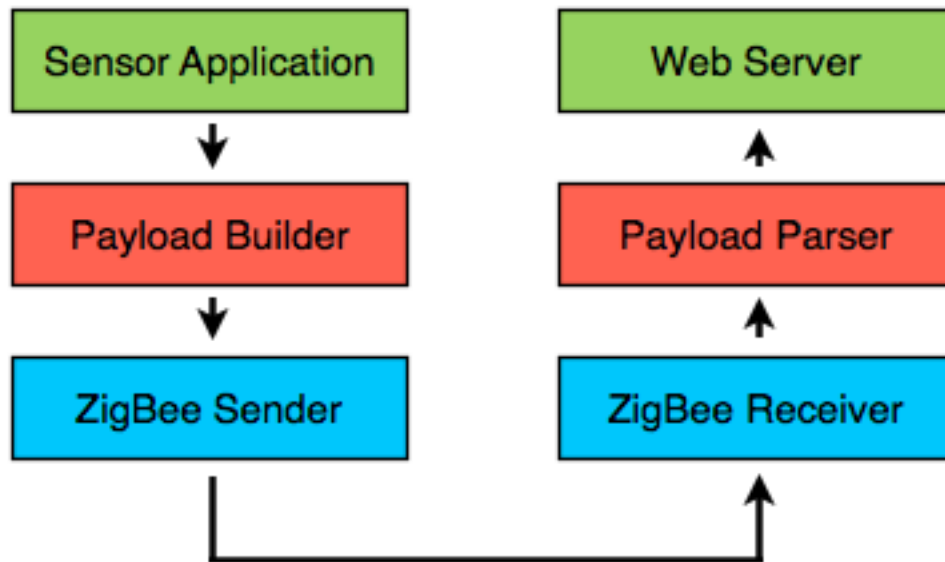 Sensor Application
Web Server
Payload Builder
Payload Parser
ZigBee Sender
ZigBee Receiver